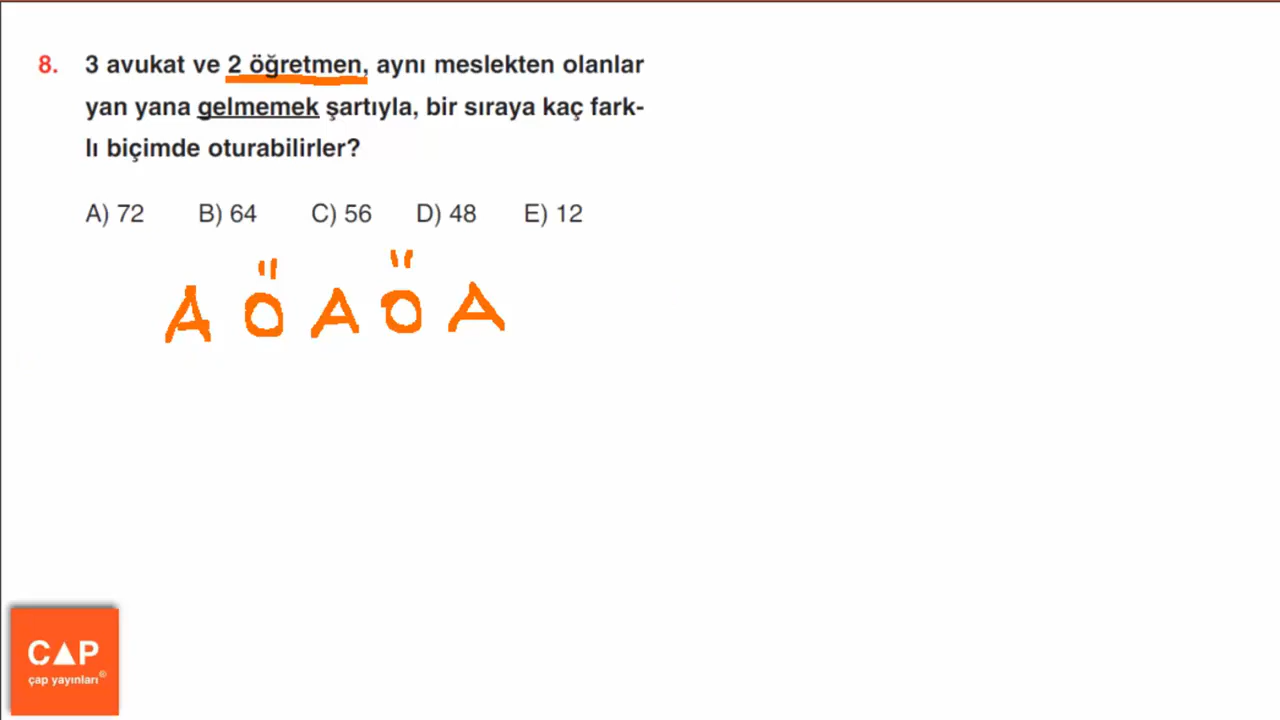 8. 3 avukat ve 2 öğretmen, aynı meslekten olanlar
yan yana gelmemek şartıyla, bir sıraya kaç fark-
lı biçimde oturabilirler?
A) 72 B) 64 C) 56 D) 48 E) 12
A Ö A Ö A
ÇAP
çap yayınları®